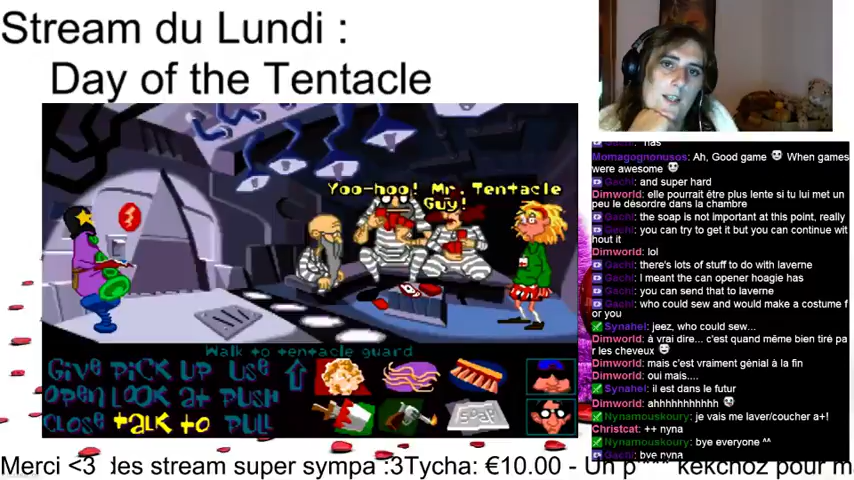 Stream du Lundi :
Day of the Tentacle
Yoo-hoo! Mr. Tentacle
Guy!
Walk to tentacle guard
Give Pick up Use
Open Look at Push
Close Talk to Pull
soap
Momagognonusos: Ah, Good game When games
were awesome
Gachi: and super hard
Dimworld: elle pourrait être plus lente si tu lui met un
peu le désordre dans la chambre
Gachi: the soap is not important at this point, really
Gachi: you can try to get it but you can continue wit
hout it
Dimworld: lol
Gachi: there's lots of stuff to do with laverne
Gachi: I meant the can opener hoagie has
Gachi: you can send that to laverne
Gachi: who could sew and would make a costume f
or you
Synahel: jeez, who could sew...
Dimworld: à vrai dire... c'est quand même bien tiré pa
r les cheveux
Dimworld: mais c'est vraiment génial à la fin
Dimworld: oui mais....
Synahel: il est dans le futur
Dimworld: ahhhhhhhhhhh
Nynamouskoury: je vais me laver/coucher a+!
Christcat: ++ nyna
Nynamouskoury: bye everyone ^^
Gachi: bye nyna
Merci <3 des stream super sympa :3Tycha: €10.00 - Un kekchoz pour m